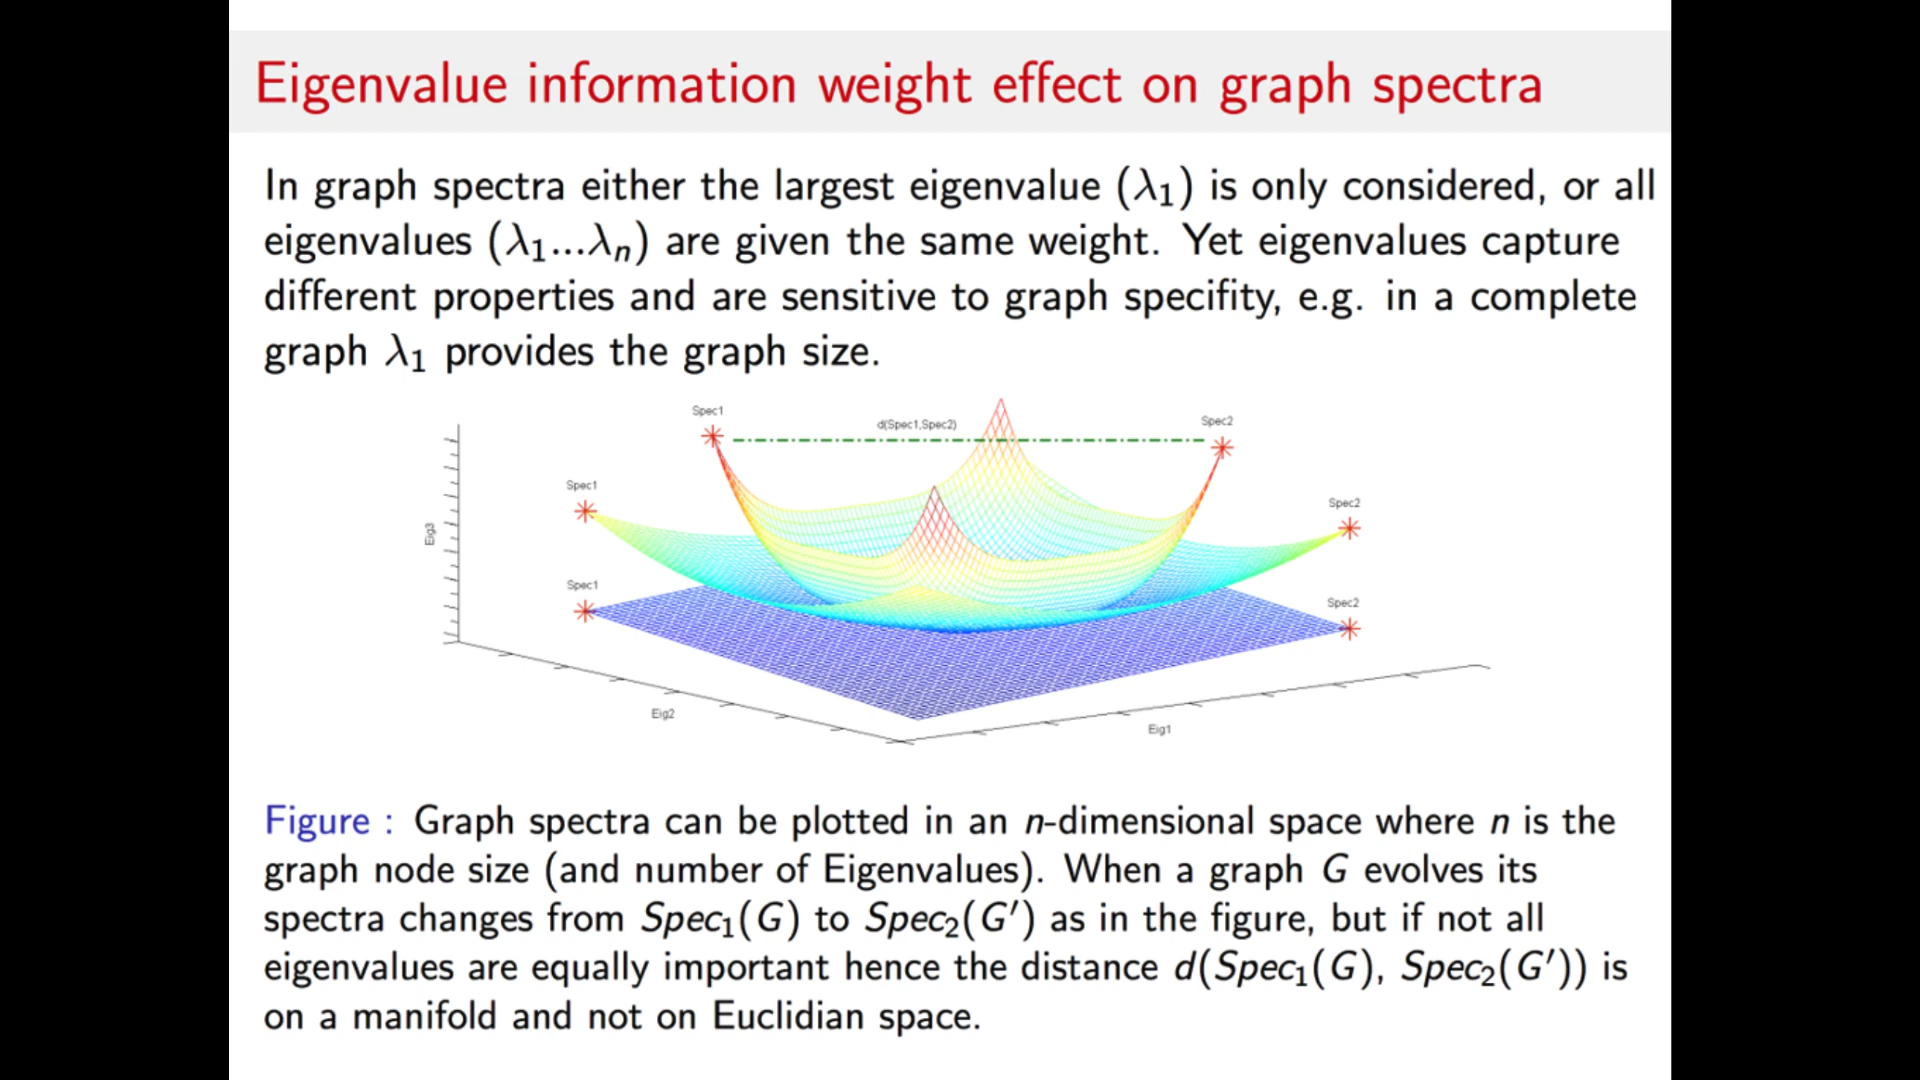 Eigenvalue information weight effect on graph spectra
In graph spectra either the largest eigenvalue (λ₁) is only considered, or all
eigenvalues (λ₁...λₙ) are given the same weight. Yet eigenvalues capture
different properties and are sensitive to graph specifity, e.g. in a complete
graph λ₁ provides the graph size.
Spec1
d(Spec1,Spec2)
Spec2
Spec1
Spec2
Eig3
Spec1
Spec2
Eig2
Eig1
Figure : Graph spectra can be plotted in an n-dimensional space where n is the
graph node size (and number of Eigenvalues). When a graph G evolves its
spectra changes from Spec₁(G) to Spec₂(G′) as in the figure, but if not all
eigenvalues are equally important hence the distance d(Spec₁(G), Spec₂(G′)) is
on a manifold and not on Euclidian space.